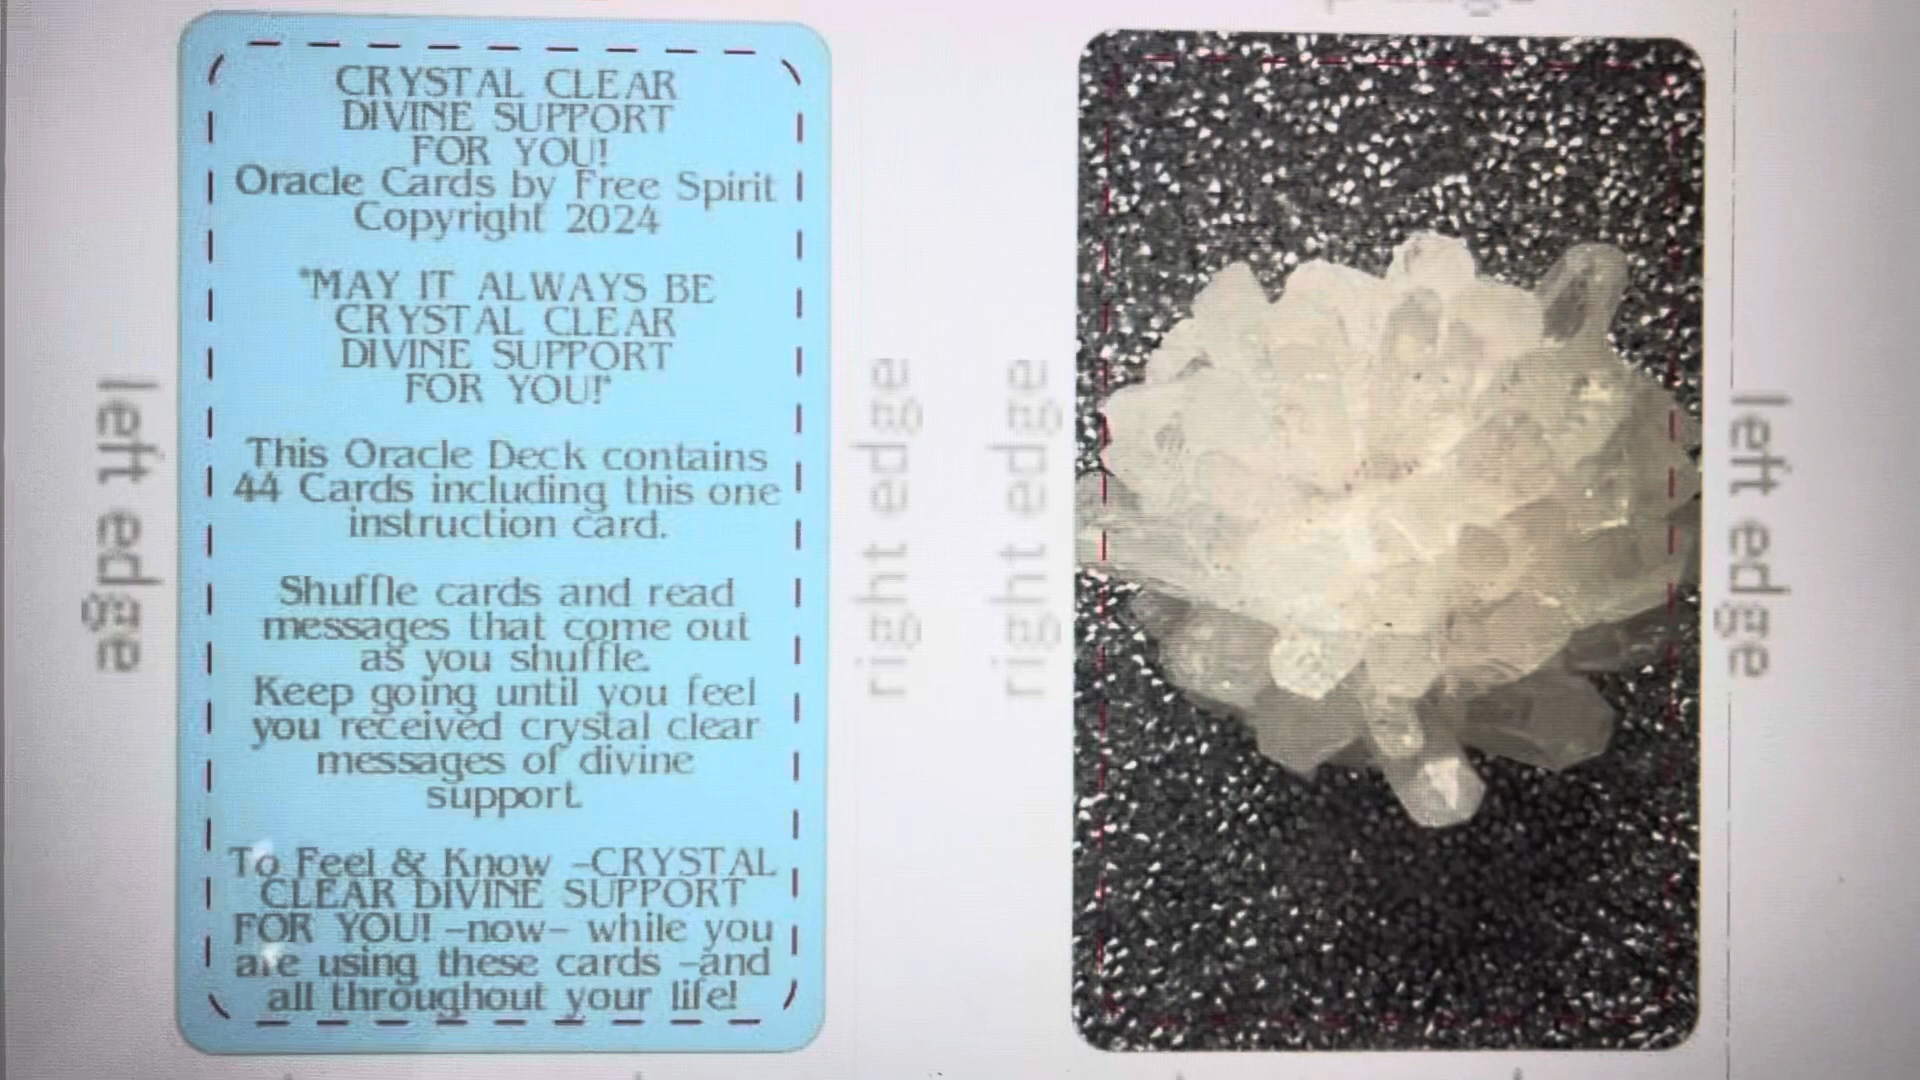 CRYSTAL CLEAR
DIVINE SUPPORT
FOR YOU!
Oracle Cards by Free Spirit
Copyright 2024
"MAY IT ALWAYS BE
CRYSTAL CLEAR
DIVINE SUPPORT
FOR YOU!"
This Oracle Deck contains
44 Cards including this one
instruction card.
Shuffle cards and read
messages that come out
as you shuffle.
Keep going until you feel
you received crystal clear
messages of divine
support.
To Feel & Know -CRYSTAL
CLEAR DIVINE SUPPORT
FOR YOU! -now- while you
are using these cards -and
all throughout your life!
left edge
right edge
right edge
left edge